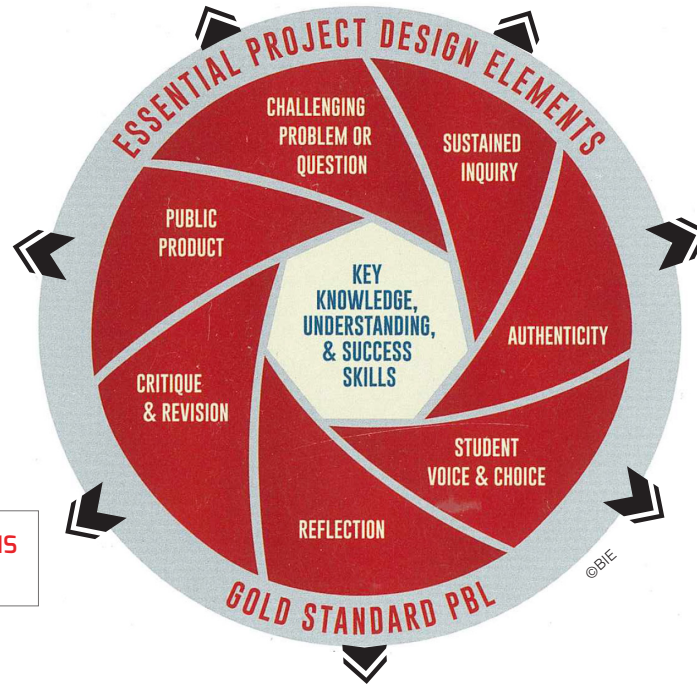 ESSENTIAL PROJECT DESIGN ELEMENTS
CHALLENGING
PROBLEM OR
QUESTION
SUSTAINED
INQUIRY
AUTHENTICITY
STUDENT
VOICE & CHOICE
REFLECTION
CRITIQUE
& REVISION
PUBLIC
PRODUCT
KEY
KNOWLEDGE,
UNDERSTANDING,
& SUCCESS
SKILLS
GOLD STANDARD PBL
©BIE